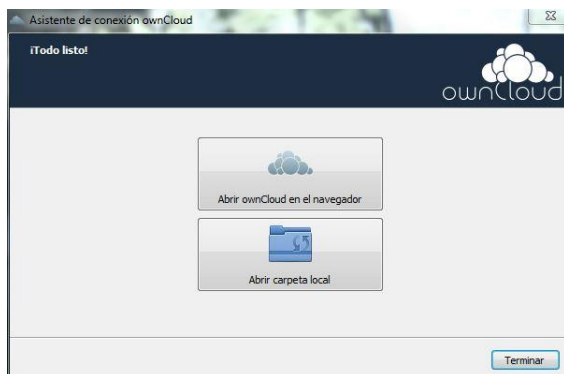 Asistente de conexión ownCloud
¡Todo listo!
ownCloud
Abrir ownCloud en el navegador
Abrir carpeta local
Terminar